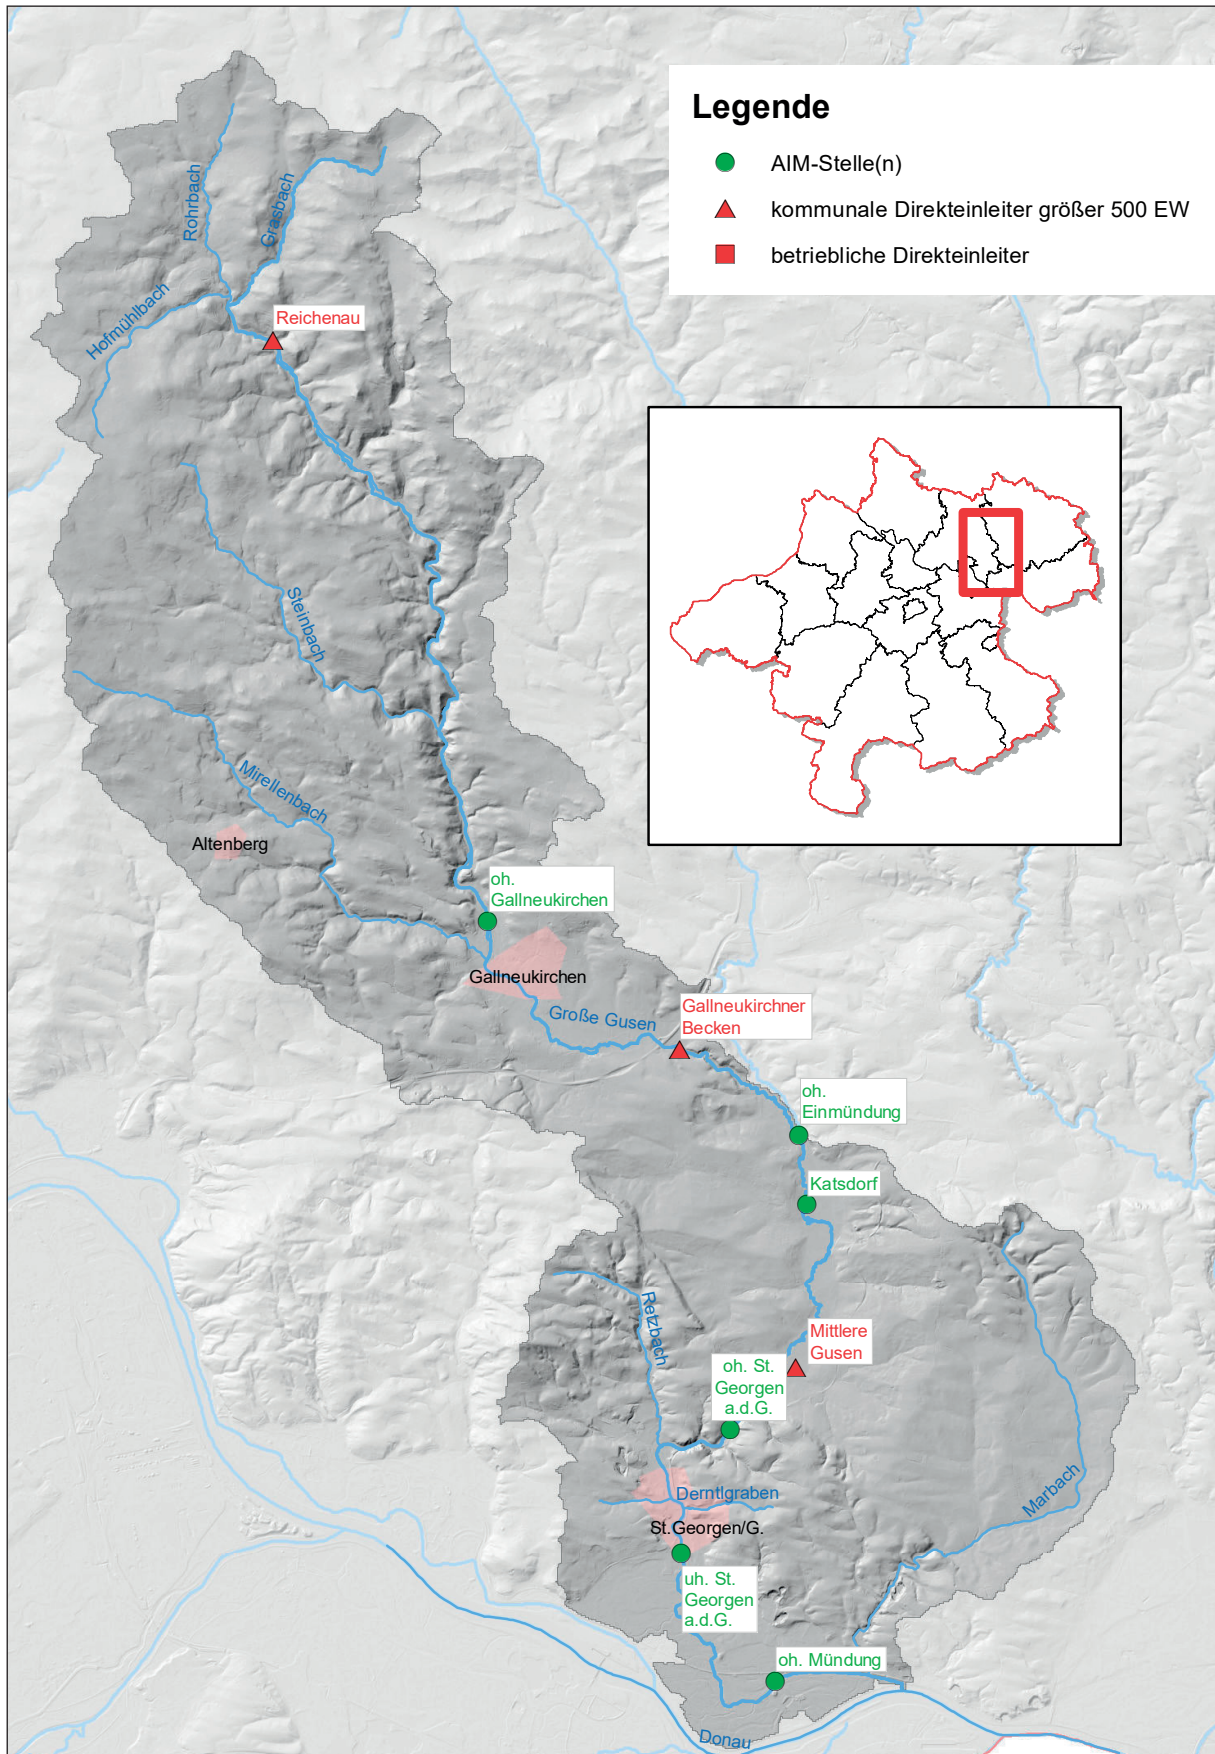 Legende
AIM-Stelle(n)
kommunale Direkteinleiter größer 500 EW
betriebliche Direkteinleiter
Rohrbach
Grasbach
Hofmühlbach
Reichenau
Steinbach
Mirellenbach
Altenberg
oh.
Gallneukirchen
Gallneukirchen
Große Gusen
Gallneukirchner
Becken
oh.
Einmündung
Katsdorf
Retzbach
Mittlere
Gusen
oh. St.
Georgen
a.d.G.
Marbach
Derntlgraben
St.Georgen/G.
uh. St.
Georgen
a.d.G.
oh. Mündung
Donau